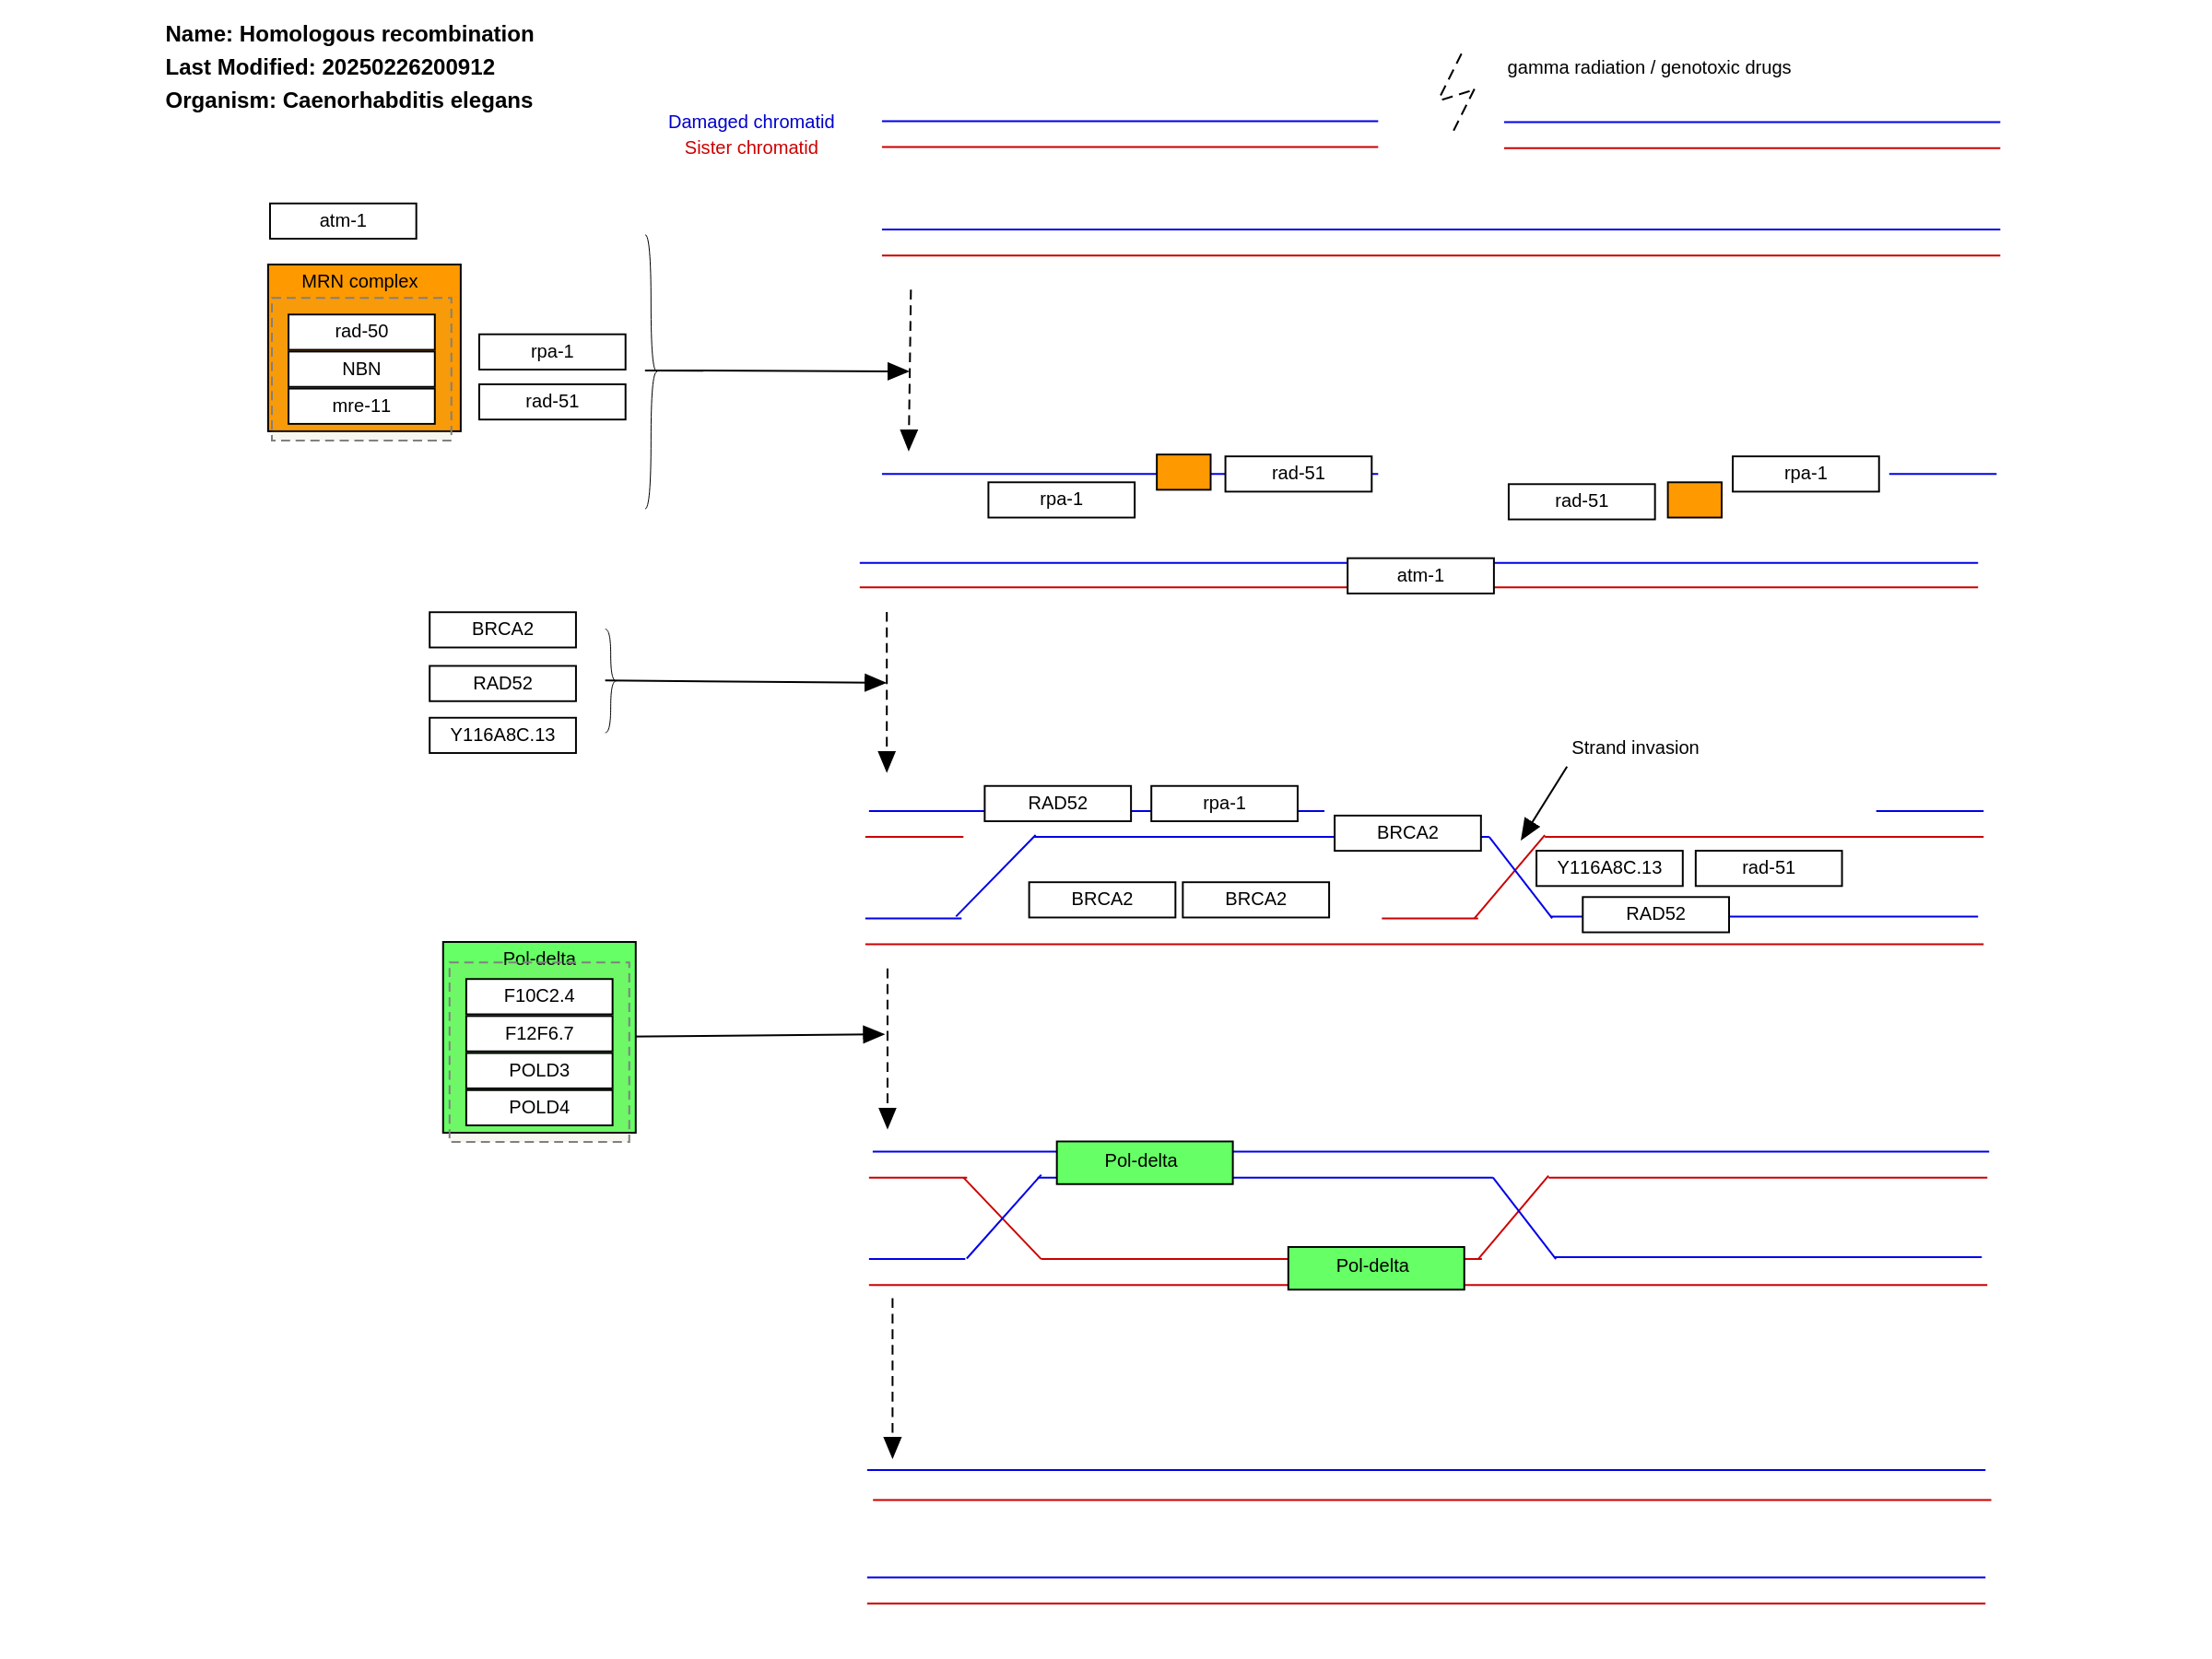 Name: Homologous recombination
Last Modified: 20250226200912
Organism: Caenorhabditis elegans
gamma radiation / genotoxic drugs
Damaged chromatid
Sister chromatid
atm-1
MRN complex
rad-50
NBN
mre-11
rpa-1
rad-51
rpa-1
rad-51
rad-51
rpa-1
atm-1
BRCA2
RAD52
Y116A8C.13
Strand invasion
RAD52
rpa-1
BRCA2
Y116A8C.13
rad-51
BRCA2
BRCA2
RAD52
Pol-delta
F10C2.4
F12F6.7
POLD3
POLD4
Pol-delta
Pol-delta